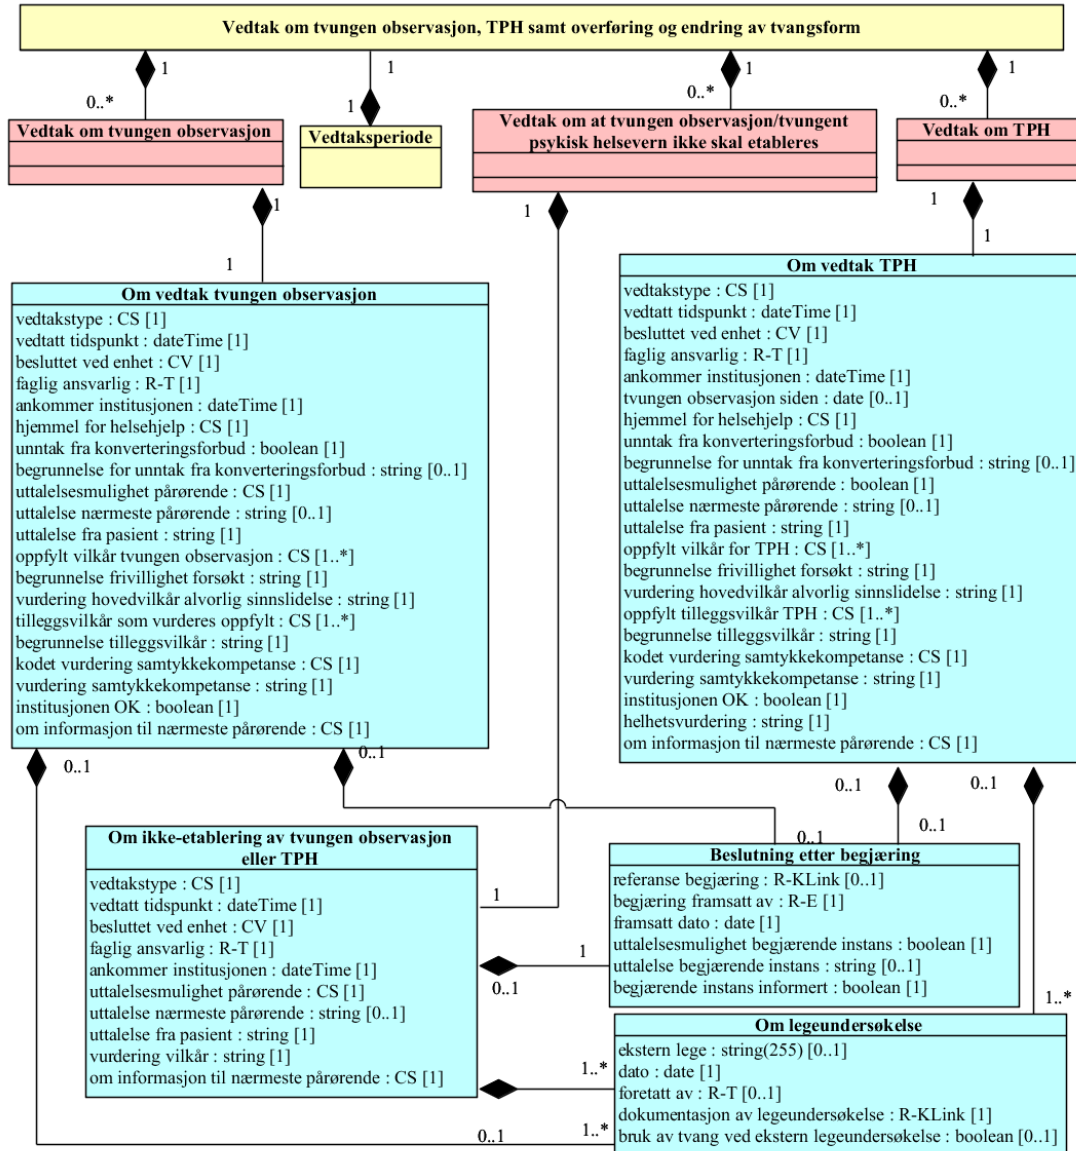 Vedtak om tvungen observasjon, TPH samt overføring og endring av tvangsform
1
1
1
1
0..*
1
0..*
0..*
Vedtak om tvungen observasjon
Vedtaksperiode
Vedtak om at tvungen observasjon/tvungent
psykisk helsevern ikke skal etableres
Vedtak om TPH
1
1
1
1
1
Om vedtak tvungen observasjon
vedtakstype : CS [1]
vedtatt tidspunkt : dateTime [1]
besluttet ved enhet : CV [1]
faglig ansvarlig : R-T [1]
ankommer institusjonen : dateTime [1]
hjemmel for helsehjelp : CS [1]
unntak fra konverteringsforbud : boolean [1]
begrunnelse for unntak fra konverteringsforbud : string [0..1]
uttalelsesmulighet pårørende : CS [1]
uttalelse nærmeste pårørende : string [0..1]
uttalelse fra pasient : string [1]
oppfylt vilkår tvungen observasjon : CS [1..*]
begrunnelse frivillighet forsøkt : string [1]
vurdering hovedvilkår alvorlig sinnslidelse : string [1]
tilleggsvilkår som vurderes oppfylt : CS [1..*]
begrunnelse tilleggsvilkår : string [1]
kodet vurdering samtykkekompetanse : CS [1]
vurdering samtykkekompetanse : string [1]
institusjonen OK : boolean [1]
om informasjon til nærmeste pårørende : CS [1]
Om vedtak TPH
vedtakstype : CS [1]
vedtatt tidspunkt : dateTime [1]
besluttet ved enhet : CV [1]
faglig ansvarlig : R-T [1]
ankommer institusjonen : dateTime [1]
tvungen observasjon siden : date [0..1]
hjemmel for helsehjelp : CS [1]
unntak fra konverteringsforbud : boolean [1]
begrunnelse for unntak fra konverteringsforbud : string [0..1]
uttalelsesmulighet pårørende : boolean [1]
uttalelse nærmeste pårørende : string [0..1]
uttalelse fra pasient : string [1]
oppfylt vilkår for TPH : CS [1..*]
begrunnelse frivillighet forsøkt : string [1]
vurdering hovedvilkår alvorlig sinnslidelse : string [1]
oppfylt tilleggsvilkår TPH : CS [1..*]
begrunnelse tilleggsvilkår : string [1]
kodet vurdering samtykkekompetanse : CS [1]
vurdering samtykkekompetanse : string [1]
institusjonen OK : boolean [1]
helhetsvurdering : string [1]
om informasjon til nærmeste pårørende : CS [1]
0..1
0..1
0..1
0..1
0..1
0..1
Om ikke-etablering av tvungen observasjon
eller TPH
vedtakstype : CS [1]
vedtatt tidspunkt : dateTime [1]
besluttet ved enhet : CV [1]
faglig ansvarlig : R-T [1]
ankommer institusjonen : dateTime [1]
uttalelsesmulighet pårørende : CS [1]
uttalelse nærmeste pårørende : string [0..1]
uttalelse fra pasient : string [1]
vurdering vilkår : string [1]
om informasjon til nærmeste pårørende : CS [1]
1
1
0..1
Beslutning etter begjæring
referanse begjæring : R-KLink [0..1]
begjæring framsatt av : R-E [1]
framsatt dato : date [1]
uttalelsesmulighet begjærende instans : boolean [1]
uttalelse begjærende instans : string [0..1]
begjærende instans informert : boolean [1]
1..*
Om legeundersøkelse
ekstern lege : string(255) [0..1]
dato : date [1]
foretatt av : R-T [0..1]
dokumentasjon av legeundersøkelse : R-KLink [1]
bruk av tvang ved ekstern legeundersøkelse : boolean [0..1]
1..*
0..1
1..*